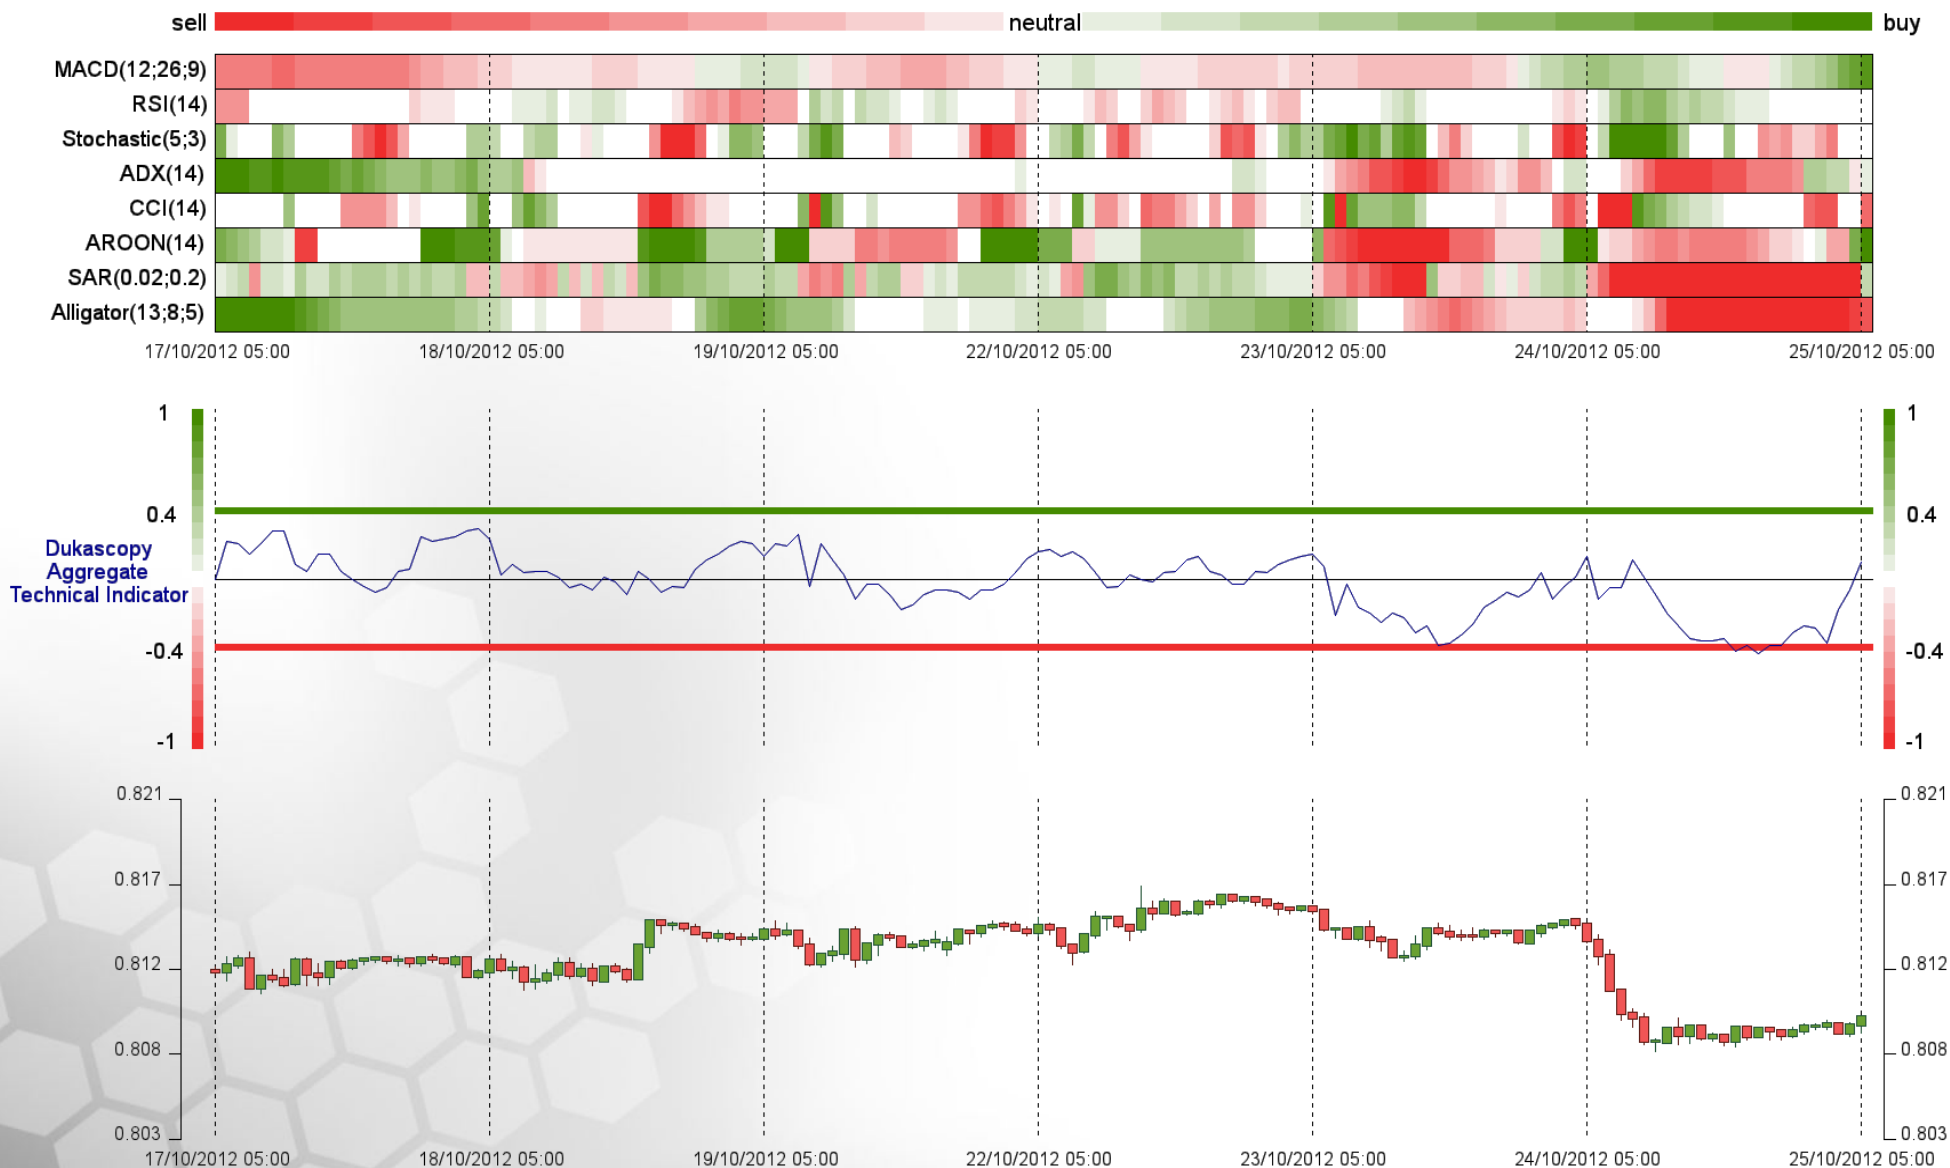 sell neutral buy
MACD(12;26;9)
RSI(14)
Stochastic(5;3)
ADX(14)
CCI(14)
AROON(14)
SAR(0.02;0.2)
Alligator(13;8;5)
17/10/2012 05:00 18/10/2012 05:00 19/10/2012 05:00 22/10/2012 05:00 23/10/2012 05:00 24/10/2012 05:00 25/10/2012 05:00
1 1
0.4 0.4
Dukascopy
Aggregate
Technical Indicator
-0.4 -0.4
-1 -1
0.821 0.821
0.817 0.817
0.812 0.812
0.808 0.808
0.803 0.803
17/10/2012 05:00 18/10/2012 05:00 19/10/2012 05:00 22/10/2012 05:00 23/10/2012 05:00 24/10/2012 05:00 25/10/2012 05:00